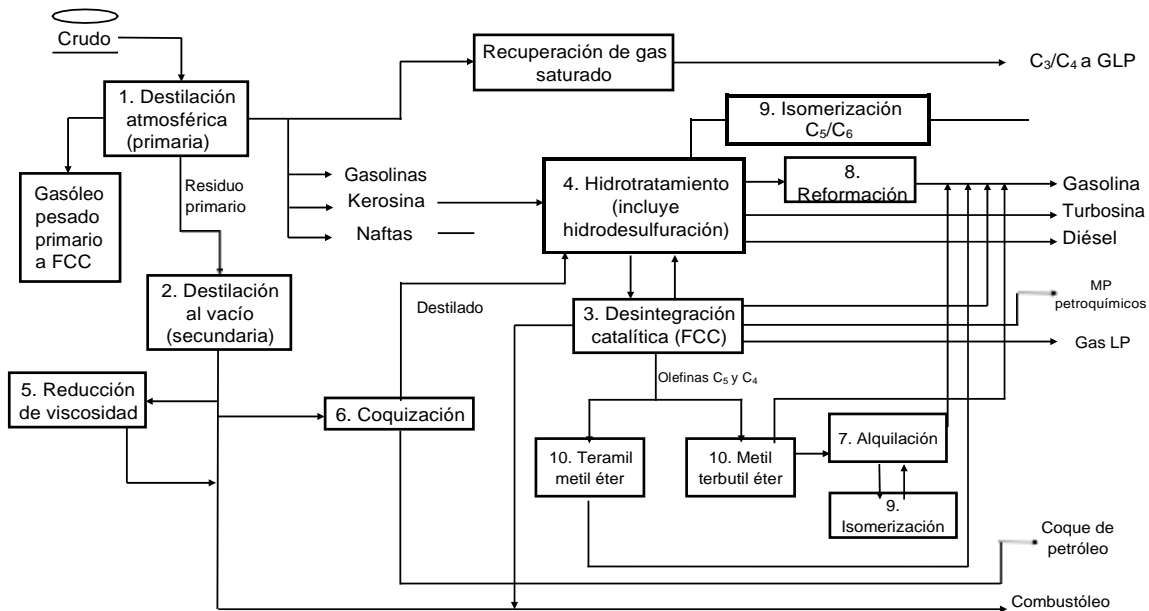 Crudo
Recuperación de gas
saturado
C₃/C₄ a GLP
1. Destilación
atmosférica
(primaria)
9. Isomerización
C₅/C₆
Gasóleo
pesado
primario
a FCC
Residuo
primario
Gasolinas
Kerosina
Naftas
4. Hidrotratamiento
(incluye
hidrodesulfuración)
8.
Reformación
Gasolina
Turbosina
Diésel
2. Destilación
al vacío
(secundaria)
Destilado
3. Desintegración
catalítica (FCC)
MP
petroquímicos
Gas LP
Olefinas C₅ y C₄
5. Reducción
de viscosidad
6. Coquización
10. Teramil
metil éter
10. Metil
terbutil éter
7. Alquilación
9.
Isomerización
Coque de
petróleo
Combustóleo